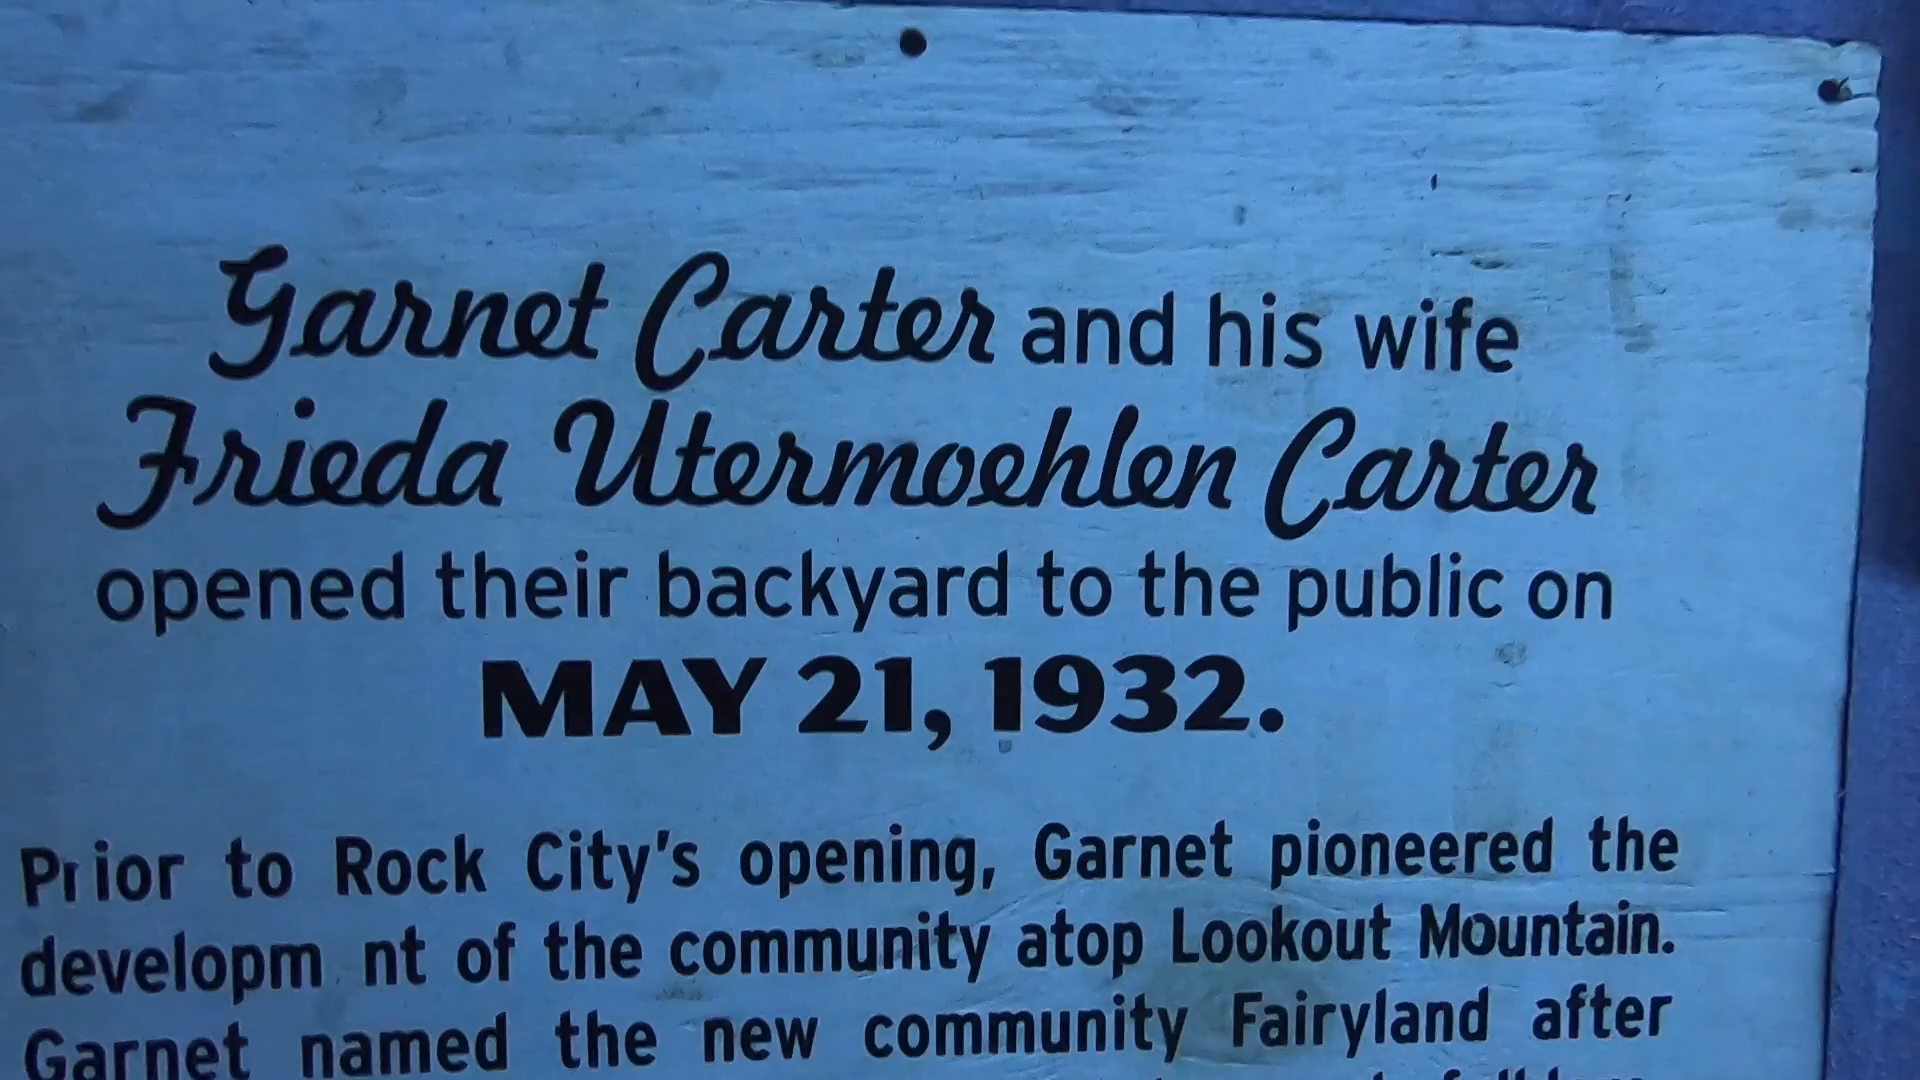 Garnet Carter and his wife
Frieda Utermoehlen Carter
opened their backyard to the public on
MAY 21, 1932.
Prior to Rock City's opening, Garnet pioneered the
developm nt of the community atop Lookout Mountain.
Garnet named the new community Fairyland after